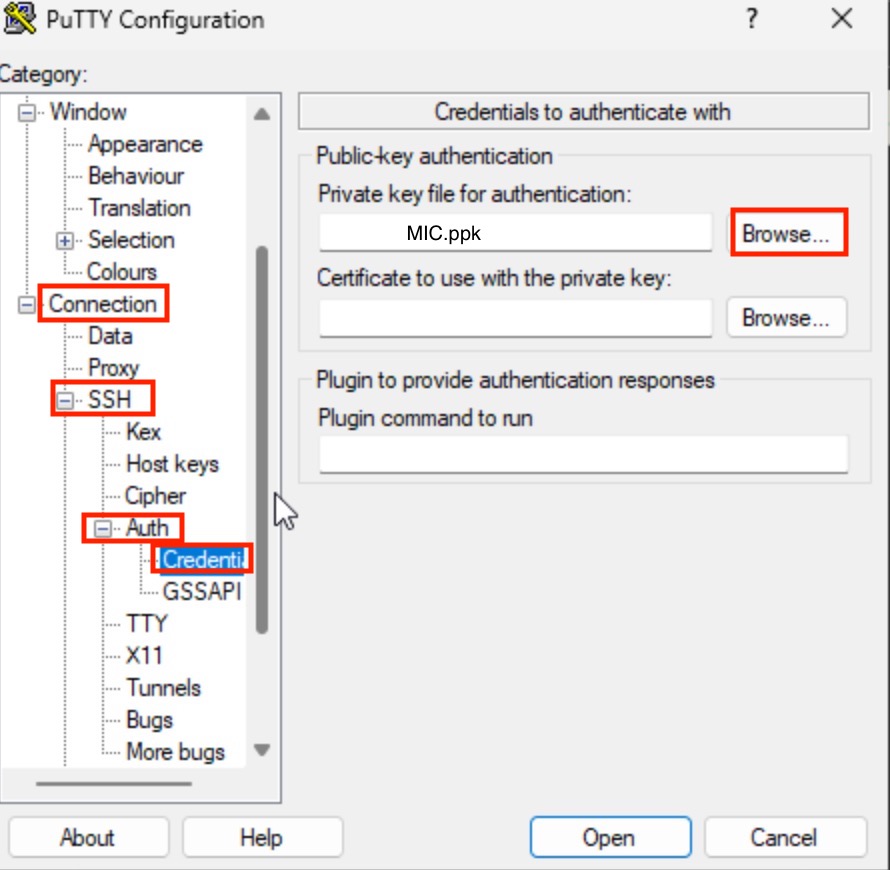 PuTTY Configuration
?
Category:
Window
Appearance
Behaviour
Translation
Selection
Colours
Connection
Data
Proxy
SSH
Kex
Host keys
Cipher
Auth
Credentia
GSSAPI
TTY
X11
Tunnels
Bugs
More bugs
Credentials to authenticate with
Public-key authentication
Private key file for authentication:
MIC.ppk
Browse...
Certificate to use with the private key:
Browse...
Plugin to provide authentication responses
Plugin command to run
About
Help
Open
Cancel